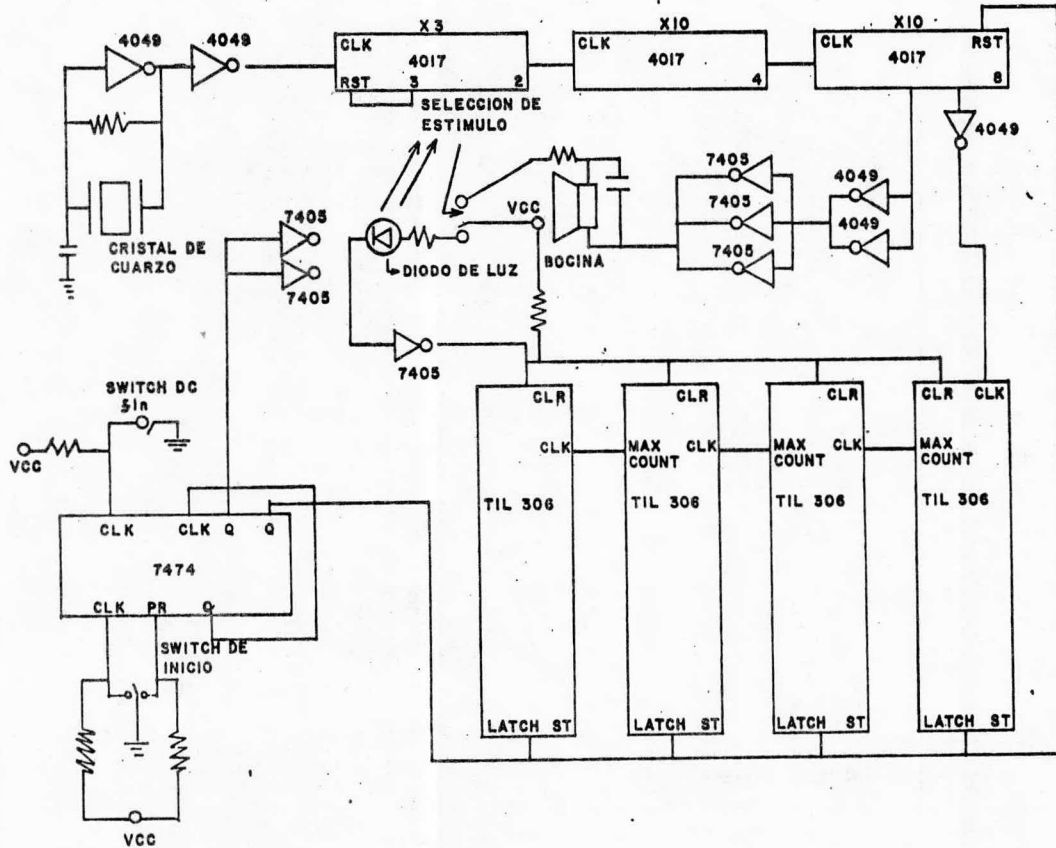 X3
X10
X10
4049
4049
CLK
CLK
CLK
RST
4017
4017
4017
RST
3
2
4
8
SELECCION DE
ESTIMULO
4049
7405
7405
7405
4049
4049
VCC
BOCINA
CRISTAL DE
CUARZO
7405
7405
DIODO DE LUZ
7405
SWITCH DC
VCC
CLR
CLR
CLR
CLR
CLK
CLK
MAX
COUNT
CLK
MAX
COUNT
CLK
MAX
COUNT
TIL 306
TIL 306
TIL 306
TIL 306
CLK
CLK
Q
Q
7474
CLK
PR
Q
SWITCH DE
INICIO
LATCH ST
LATCH ST
LATCH ST
LATCH ST
VCC